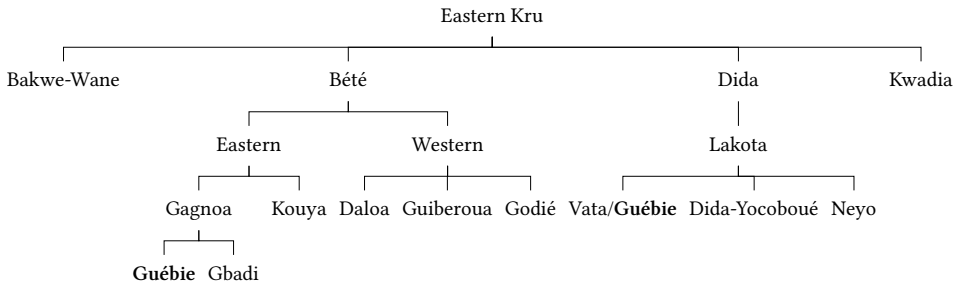 Eastern Kru
Bakwe-Wane Bété Dida Kwadia
Eastern Western Lakota
Gagnoa Kouya Daloa Guiberoua Godié Vata/Guébie Dida-Yocoboué Neyo
Guébie Gbadi